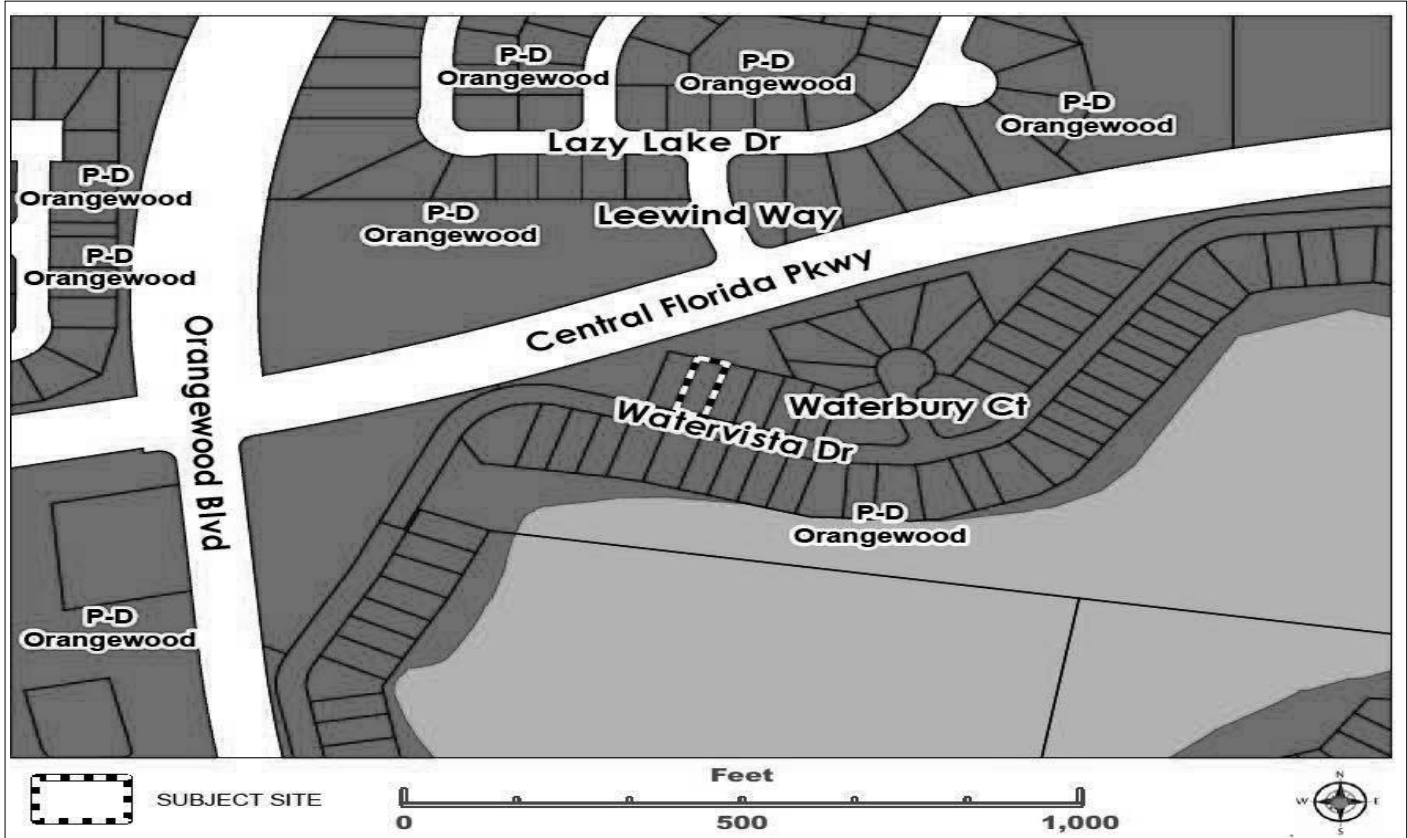 P-D
Orangewood
P-D
Orangewood
P-D
Orangewood
Lazy Lake Dr
P-D
Orangewood
P-D
Orangewood
Leewind Way
P-D
Orangewood
Central Florida Pkwy
Orangewood Blvd
Waterbury Ct
Watervista Dr
P-D
Orangewood
P-D
Orangewood
SUBJECT SITE
Feet
0
500
1,000
N
W
E
S